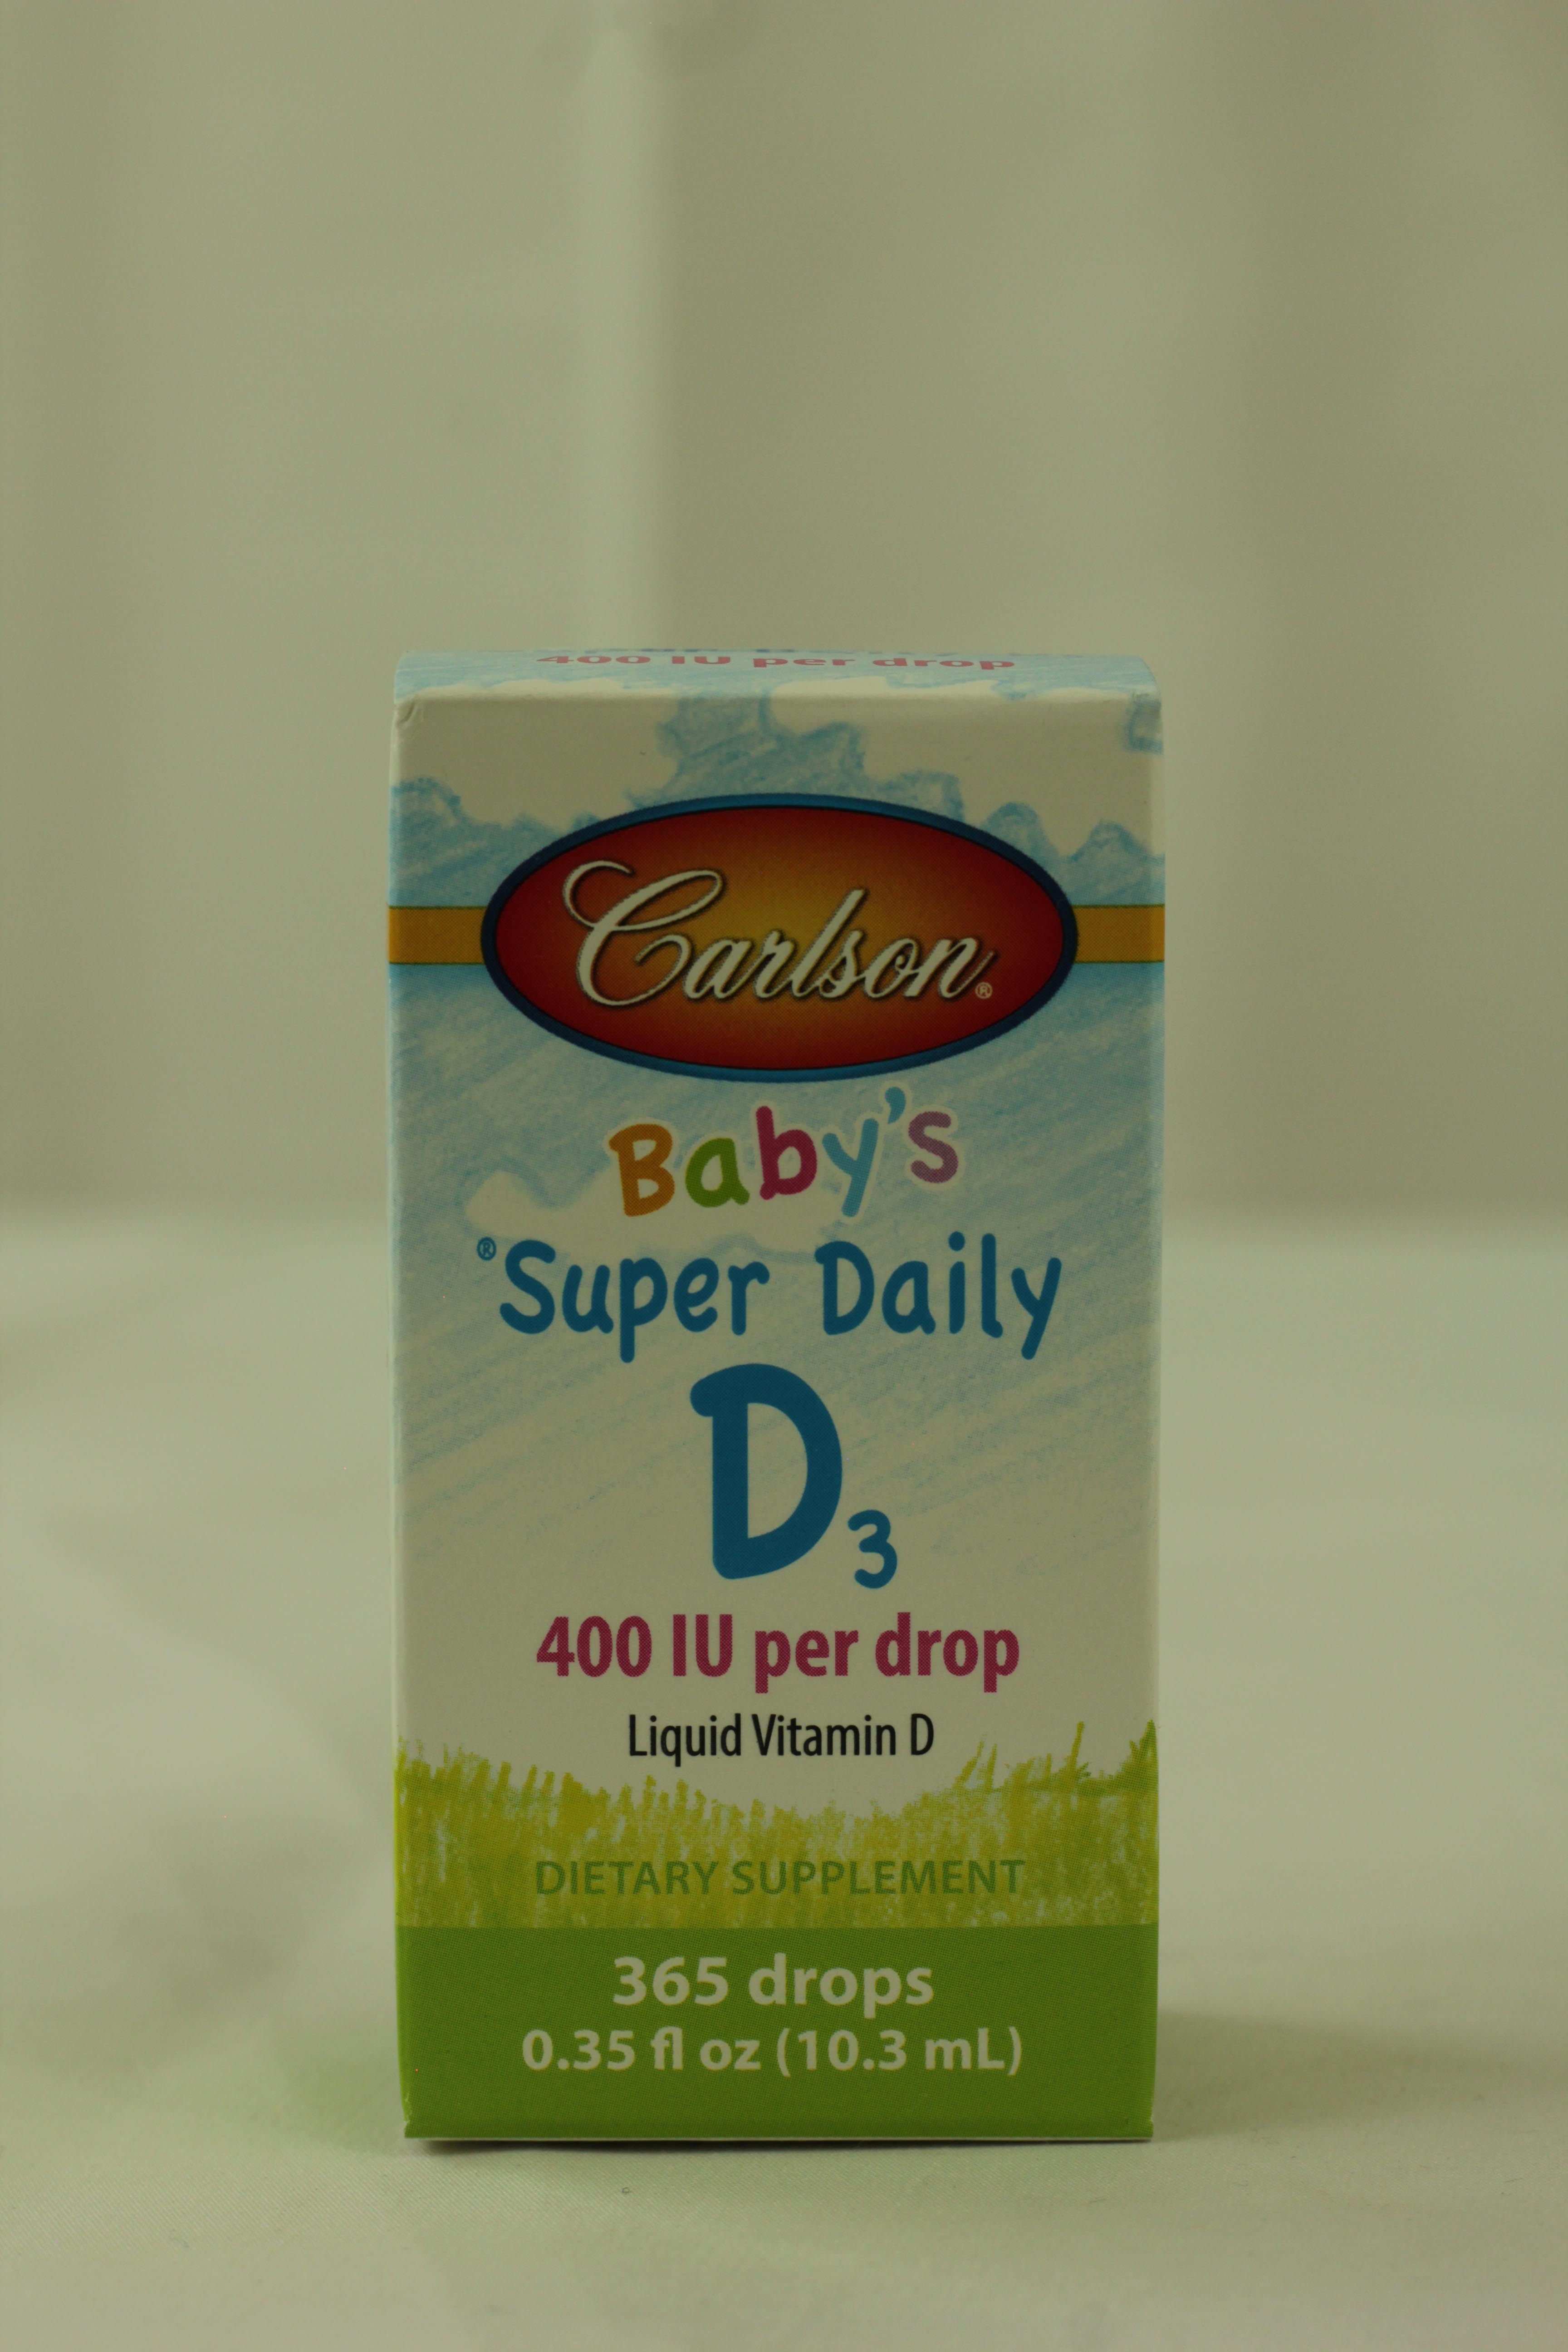 400 IU per drop
Carlson®
Baby's
®Super Daily
D3
400 IU per drop
Liquid Vitamin D
DIETARY SUPPLEMENT
365 drops
0.35 fl oz (10.3 mL)